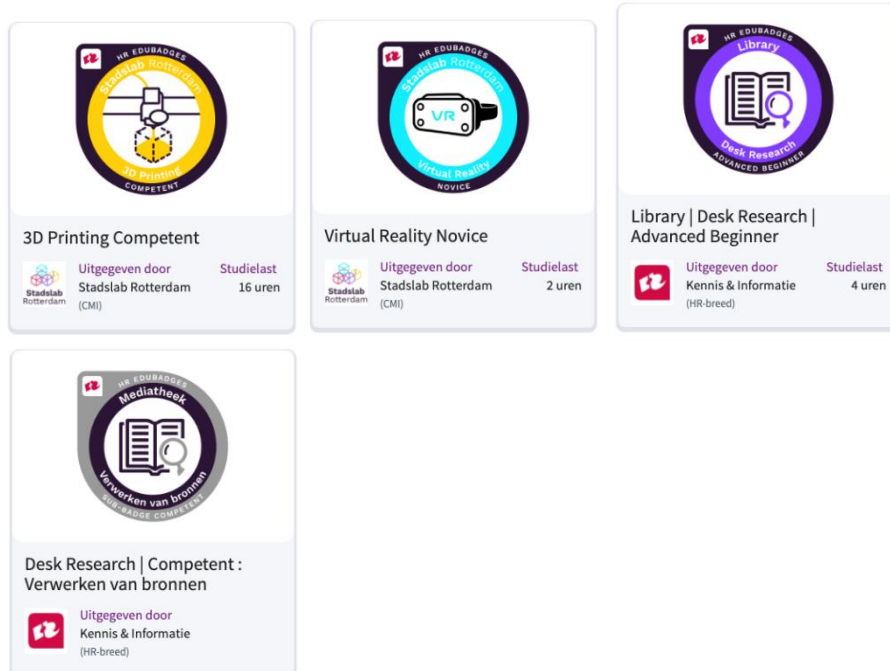 HR EDUBADGES
Stadslab Rotterdam
3D Printing
COMPETENT
3D Printing Competent
Stadslab
Rotterdam
Uitgegeven door
Studielast
Stadslab Rotterdam
16 uren
(CMI)
HR EDUBADGES
Stadslab Rotterdam
VR
Virtual Reality
NOVICE
Virtual Reality Novice
Stadslab
Rotterdam
Uitgegeven door
Studielast
Stadslab Rotterdam
2 uren
(CMI)
HR EDUBADGES
Library
Desk Research
ADVANCED BEGINNER
Library | Desk Research |
Advanced Beginner
Uitgegeven door
Studielast
Kennis & Informatie
4 uren
(HR-breed)
HR EDUBADGES
Mediatheek
Verwerken van bronnen
SUB-BADGE COMPETENT
Desk Research | Competent :
Verwerken van bronnen
Uitgegeven door
Kennis & Informatie
(HR-breed)